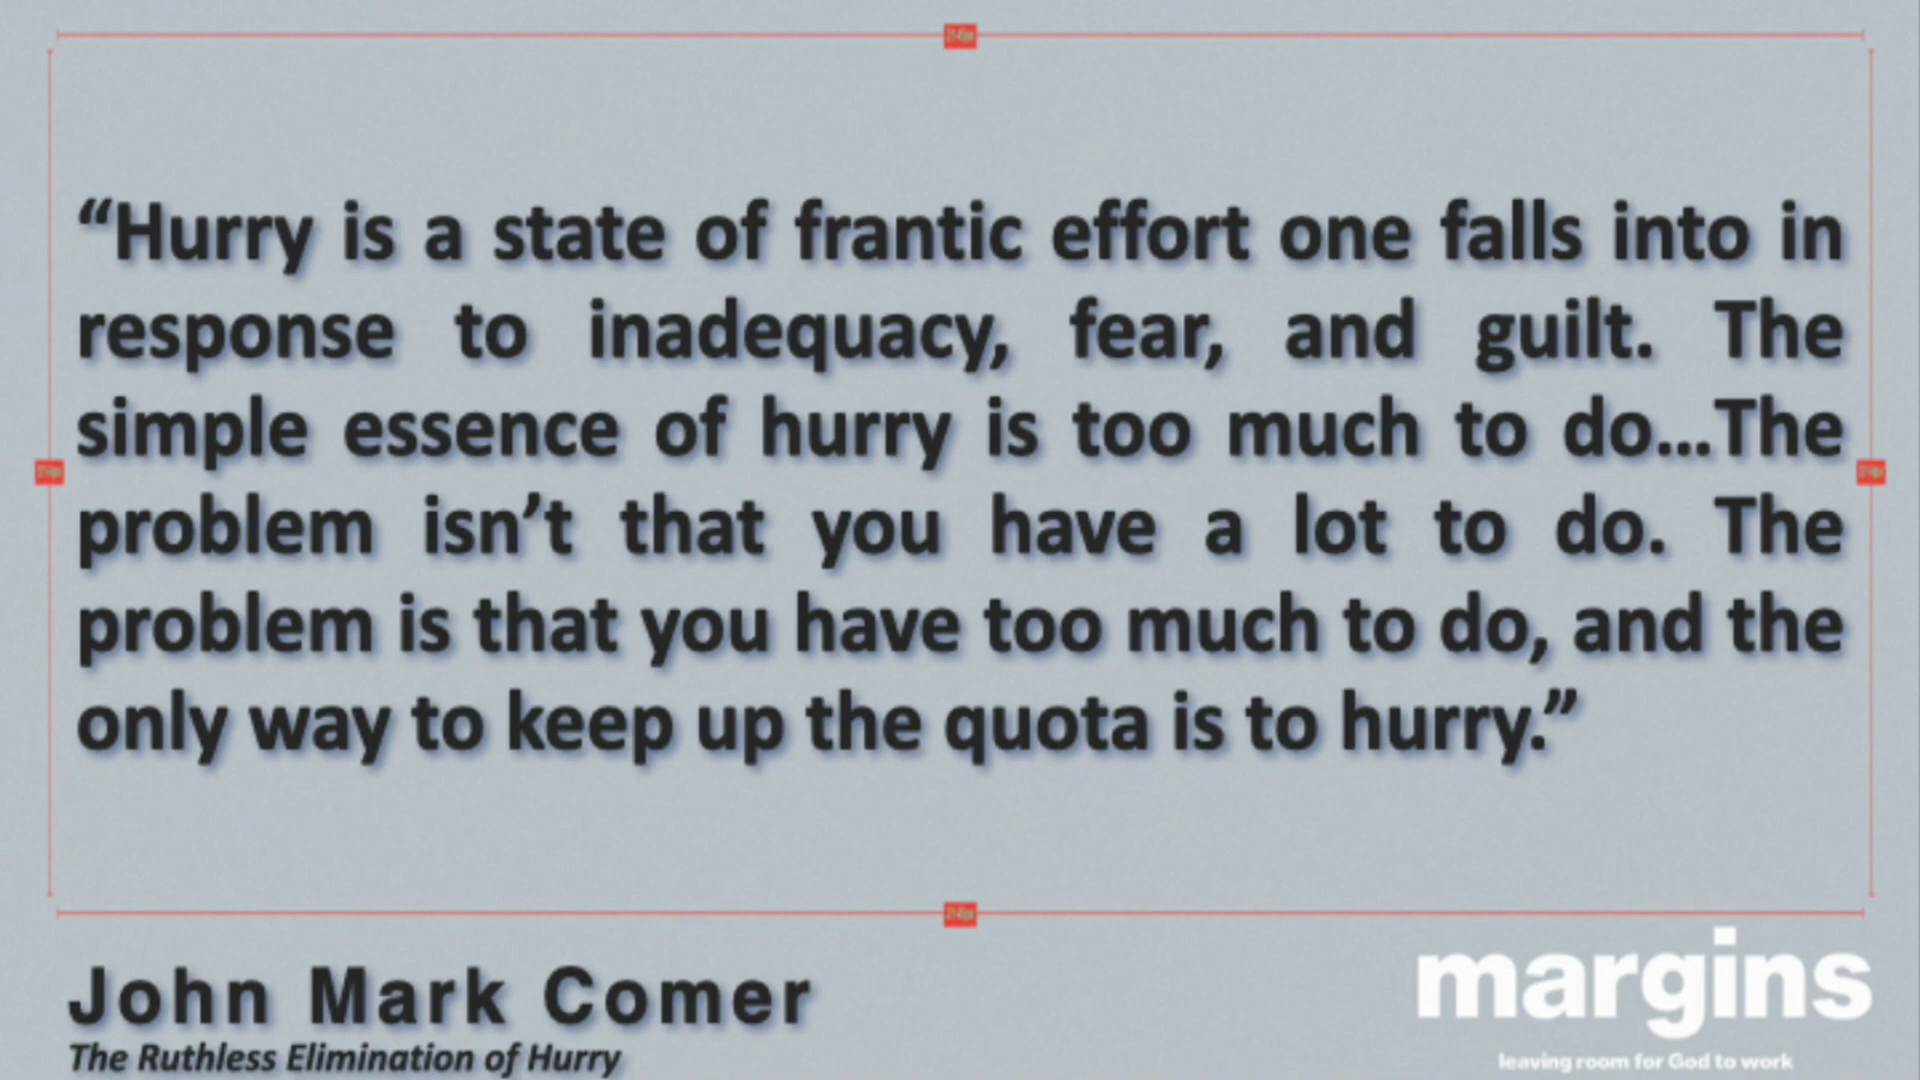 “Hurry is a state of frantic effort one falls into in
response to inadequacy, fear, and guilt. The
simple essence of hurry is too much to do...The
problem isn’t that you have a lot to do. The
problem is that you have too much to do, and the
only way to keep up the quota is to hurry.”
John Mark Comer
The Ruthless Elimination of Hurry
margins
leaving room for God to work